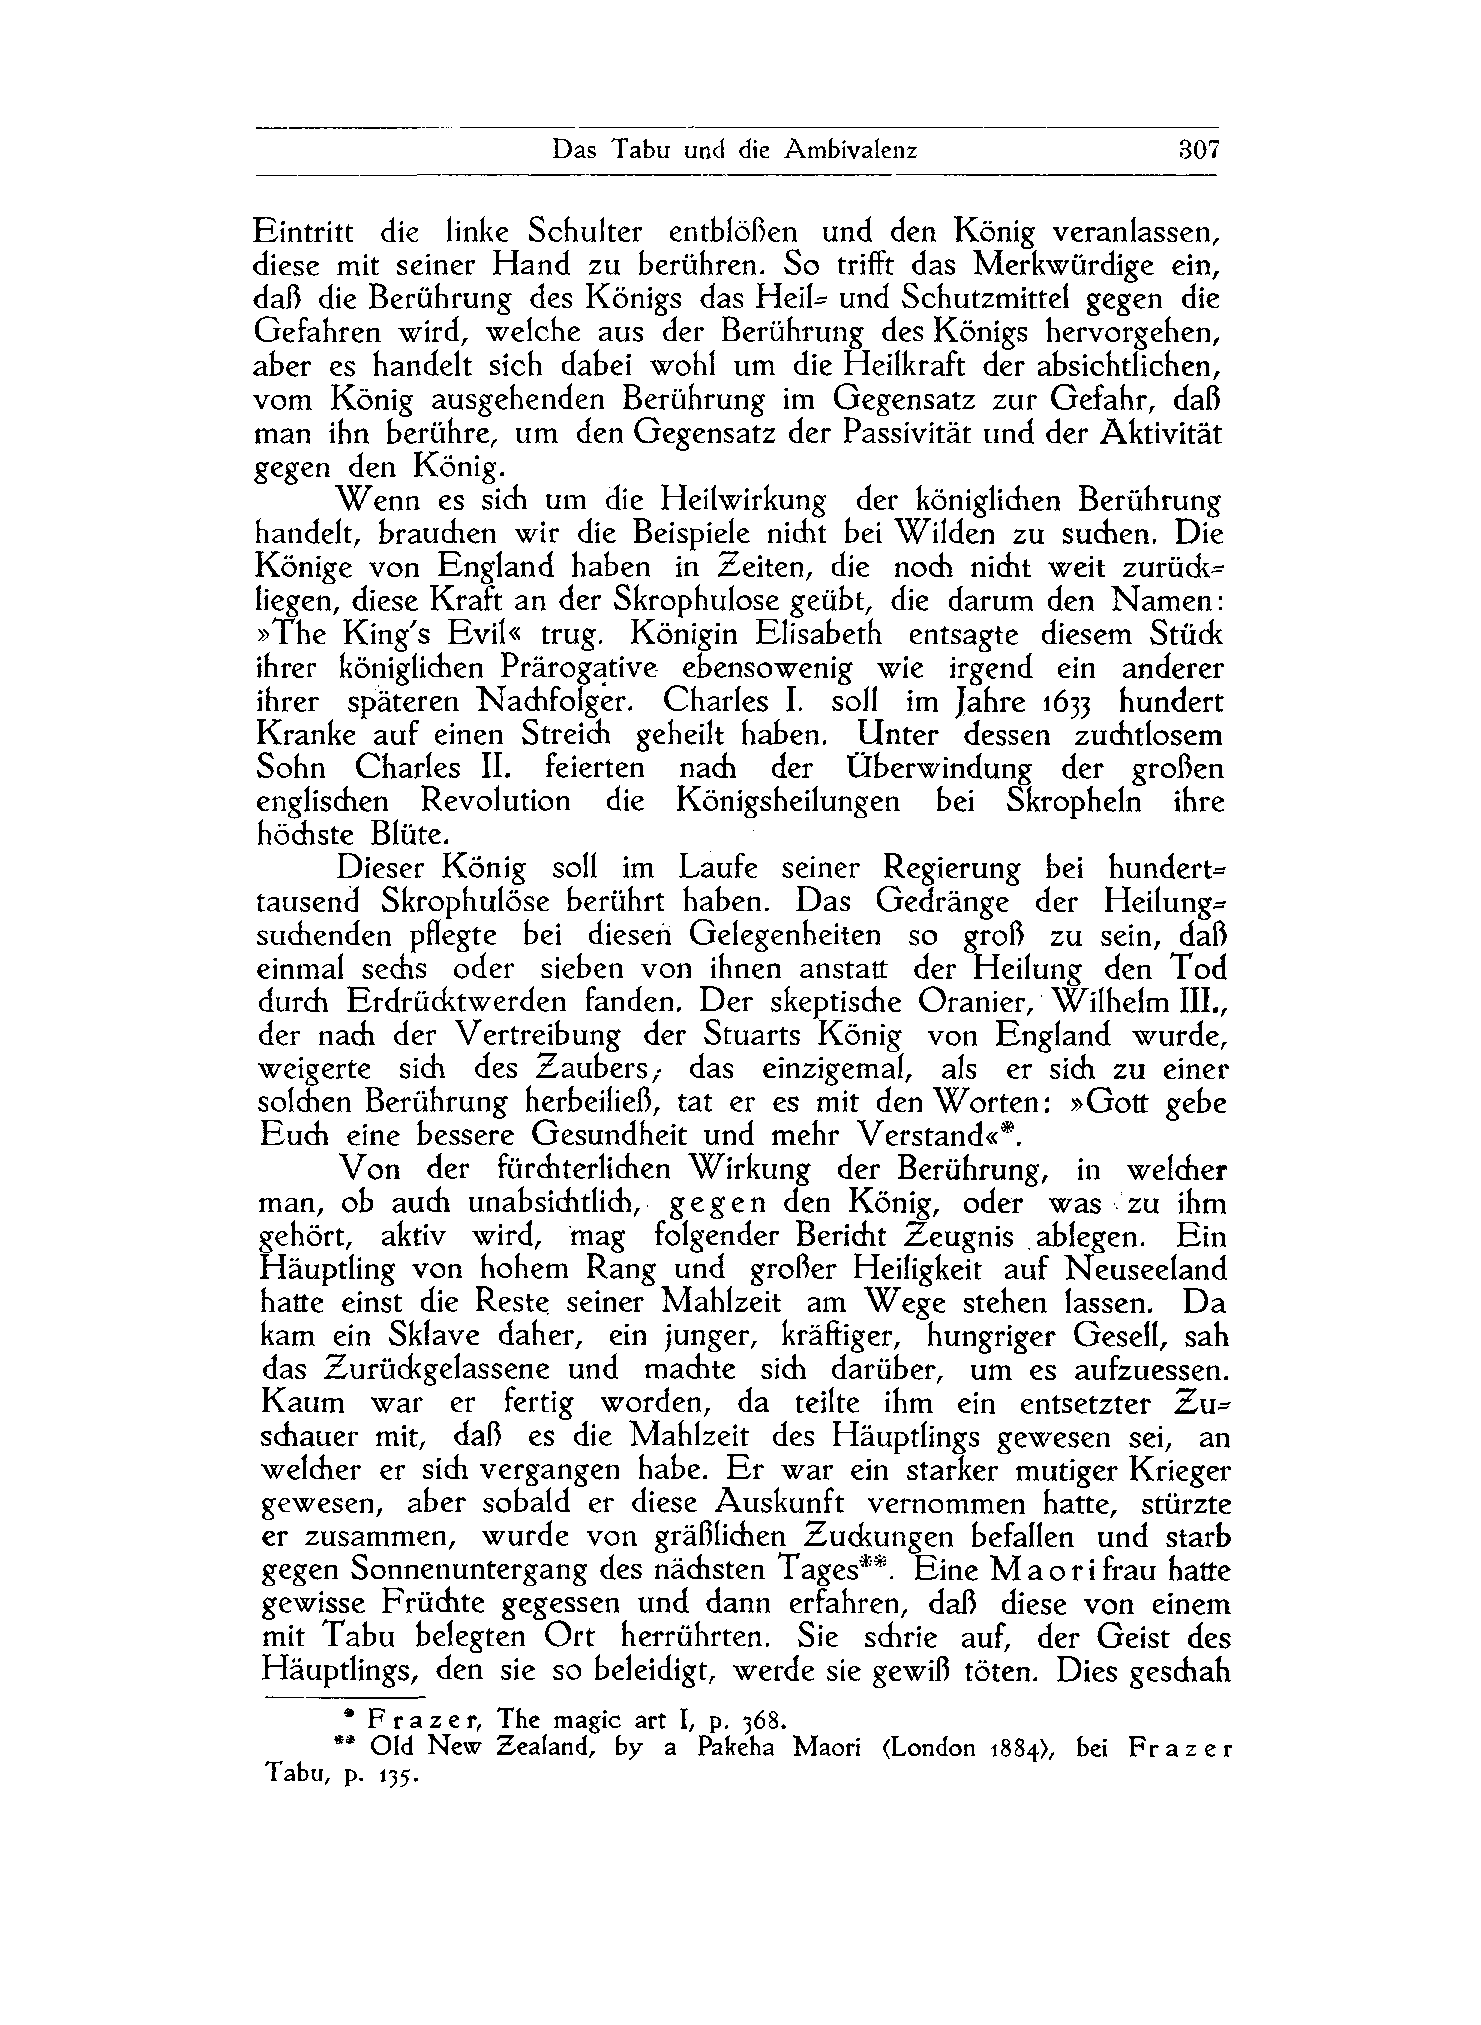 Das Tabu und die Ambivalenz 307
Eintritt die linke Schulter entblößen und den König veranlassen,
diese mit seiner Hand zu berühren. So trifft das Merkwürdige ein,
daß die Berührung des Königs das Heil- und Schutzmittel gegen die
Gefahren wird, welche aus der Berührung des Königs hervorgehen,
aber es handelt sich dabei wohl um die Heilkraft der absichtlichen,
vom König ausgehenden Berührung im Gegensatz zur Gefahr, daß
man ihn berühre, um den Gegensatz der Passivität und der Aktivität
gegen den König.
Wenn es sich um die Heilwirkung der königlichen Berührung
handelt, brauchen wir die Beispiele nicht bei Wilden zu suchen. Die
Könige von England haben in Zeiten, die noch nicht weit zurück-
liegen, diese Kraft an der Skrophulose geübt, die darum den Namen:
»The King's Evil« trug. Königin Elisabeth entsagte diesem Stück
ihrer königlichen Prärogative ebensowenig wie irgend ein anderer
ihrer späteren Nachfolger. Charles I. soll im Jahre 1633 hundert
Kranke auf einen Streich geheilt haben. Unter dessen zuchtlosem
Sohn Charles II. feierten nach der Überwindung der großen
englischen Revolution die Königsheilungen bei Skropheln ihre
höchste Blüte.
Dieser König soll im Laufe seiner Regierung bei hundert-
tausend Skrophulöse berührt haben. Das Gedränge der Heilung-
suchenden pflegte bei diesen Gelegenheiten so groß zu sein, daß
einmal sechs oder sieben von ihnen anstatt der Heilung den Tod
durch Erdrücktwerden fanden. Der skeptische Oranier, Wilhelm III.,
der nach der Vertreibung der Stuarts König von England wurde,
weigerte sich des Zaubers; das einzigemal, als er sich zu einer
solchen Berührung herbeiließ, tat er es mit den Worten: »Gott gebe
Euch eine bessere Gesundheit und mehr Verstand«*.
Von der fürchterlichen Wirkung der Berührung, in welcher
man, ob auch unabsichtlich, gegen den König, oder was zu ihm
gehört, aktiv wird, mag folgender Bericht Zeugnis ablegen. Ein
Häuptling von hohem Rang und großer Heiligkeit auf Neuseeland
hatte einst die Reste seiner Mahlzeit am Wege stehen lassen. Da
kam ein Sklave daher, ein junger, kräftiger, hungriger Gesell, sah
das Zurückgelassene und machte sich darüber, um es aufzuessen.
Kaum war er fertig worden, da teilte ihm ein entsetzter Zu-
schauer mit, daß es die Mahlzeit des Häuptlings gewesen sei, an
welcher er sich vergangen habe. Er war ein starker mutiger Krieger
gewesen, aber sobald er diese Auskunft vernommen hatte, stürzte
er zusammen, wurde von gräßlichen Zuckungen befallen und starb
gegen Sonnenuntergang des nächsten Tages**. Eine Maorifrau hatte
gewisse Früchte gegessen und dann erfahren, daß diese von einem
mit Tabu belegten Ort herrührten. Sie schrie auf, der Geist des
Häuptlings, den sie so beleidigt, werde sie gewiß töten. Dies geschah
* Frazer, The magic art I, p. 368.
** Old New Zealand, by a Pakeha Maori (London 1884), bei Frazer
Tabu, p. 135.